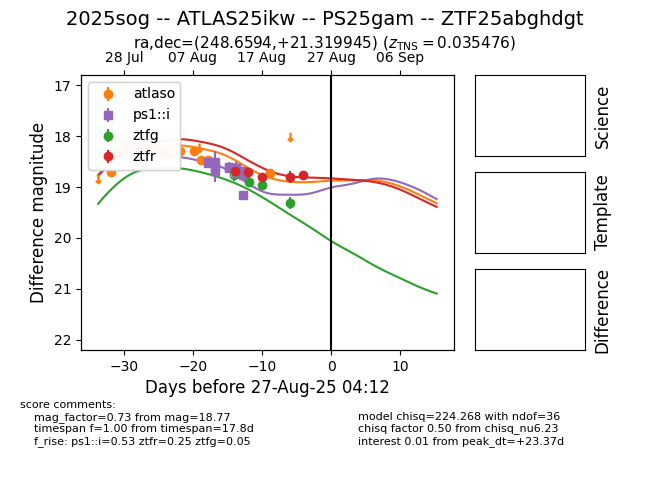 2025sog -- ATLAS25ikw -- PS25gam -- ZTF25abghdgt
ra,dec=(248.6594,+21.319945) (z_TNS = 0.035476)
28 Jul 07 Aug 17 Aug 27 Aug 06 Sep
atlaso
ps1::i
ztfg
ztfr
17
18
19
20
21
22
Difference magnitude
−30 −20 −10 0 10
Days before 27-Aug-25 04:12
Science
Template
Difference
score comments:
mag_factor=0.73 from mag=18.77
timespan f=1.00 from timespan=17.8d
f_rise: ps1::i=0.53 ztfr=0.25 ztfg=0.05
model chisq=224.268 with ndof=36
chisq factor 0.50 from chisq_nu6.23
interest 0.01 from peak_dt=+23.37d